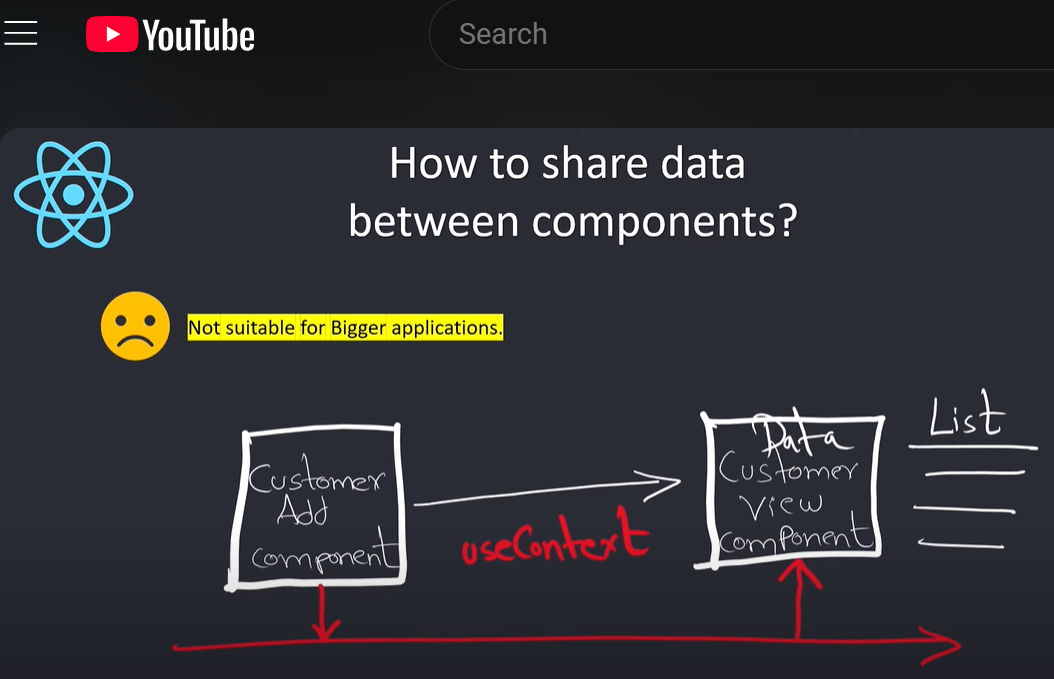 YouTube
Search
How to share data
between components?
Not suitable for Bigger applications.
Customer
Add
component
useContext
Data
Customer
View
component
List